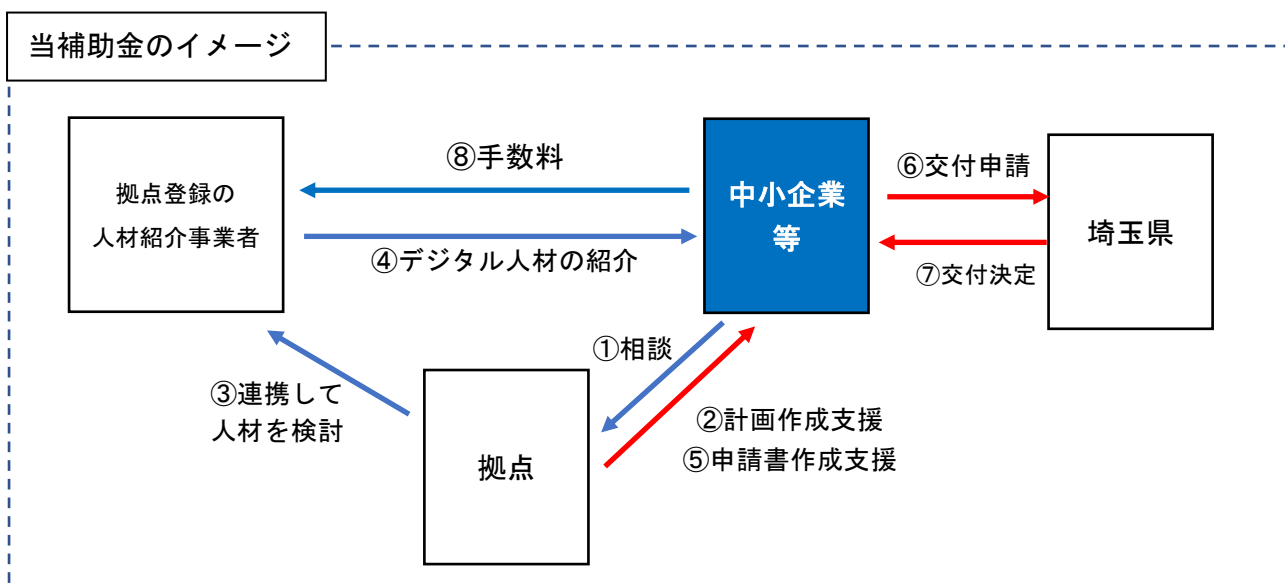 当補助金のイメージ
⑧手数料
⑥交付申請
拠点登録の
人材紹介事業者
中小企業
等
埼玉県
④デジタル人材の紹介
⑦交付決定
①相談
③連携して
人材を検討
②計画作成支援
⑤申請書作成支援
拠点